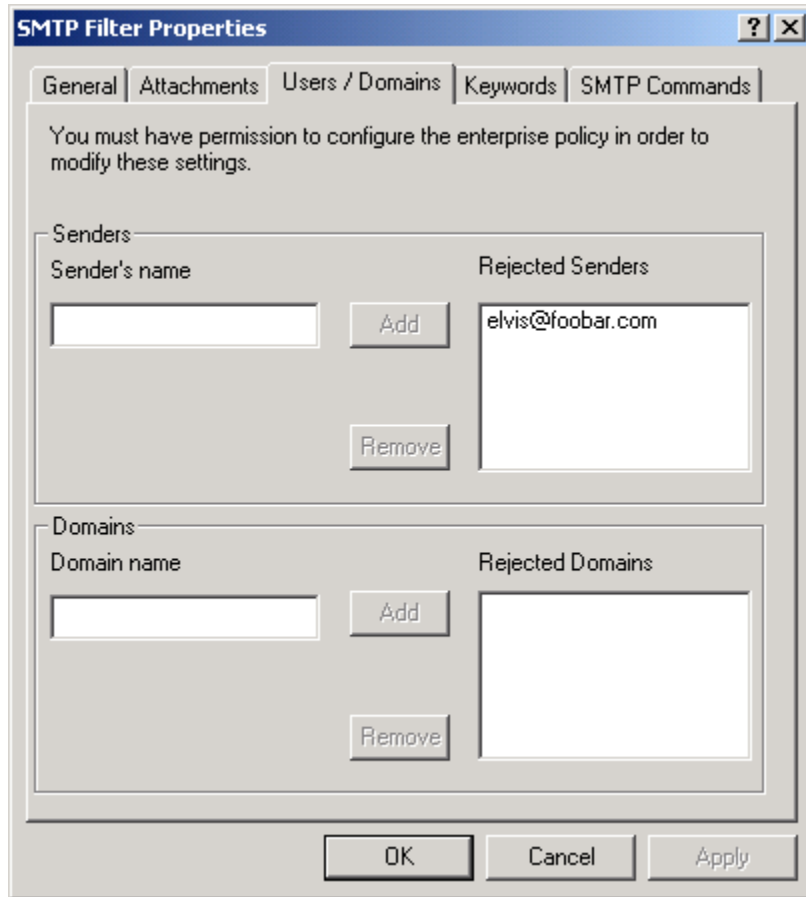 SMTP Filter Properties
General Attachments Users / Domains Keywords SMTP Commands
You must have permission to configure the enterprise policy in order to
modify these settings.
Senders
Sender's name
Rejected Senders
Add
elvis@foobar.com
Remove
Domains
Domain name
Rejected Domains
Add
Remove
OK Cancel Apply